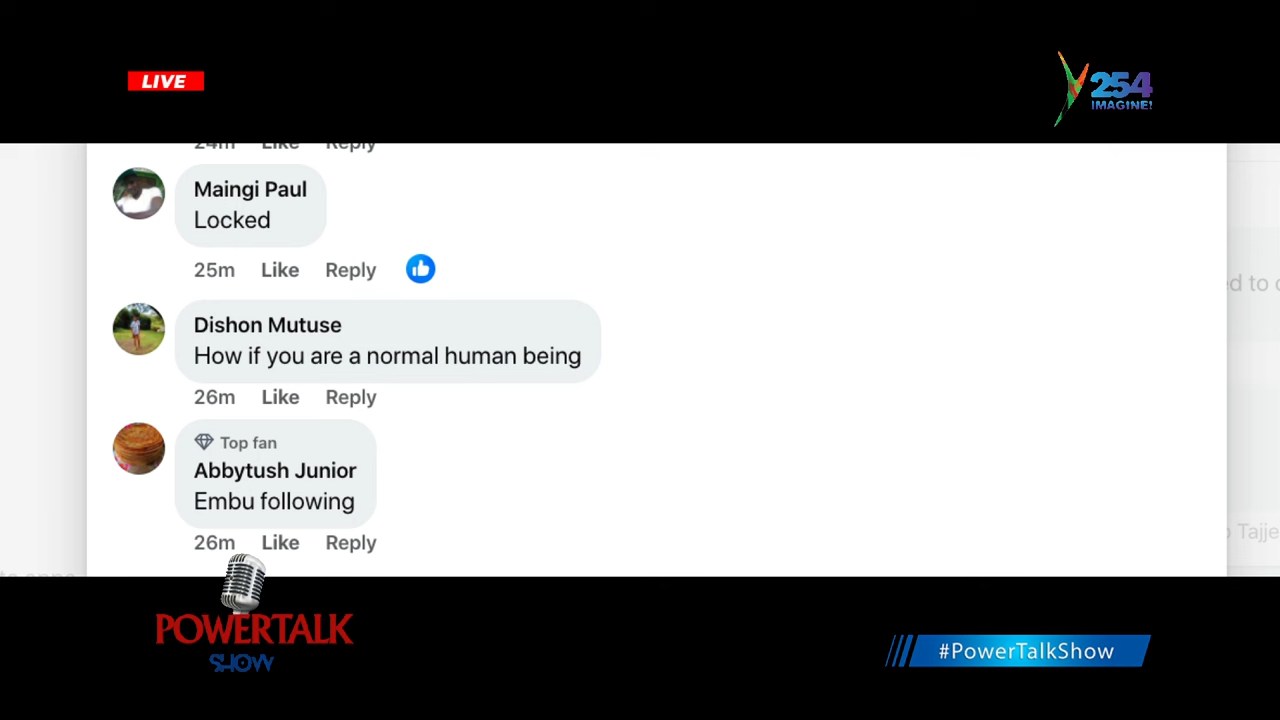 LIVE
254
IMAGINE!
24m Like Reply
Maingi Paul
Locked
25m Like Reply
Dishon Mutuse
How if you are a normal human being
26m Like Reply
Top fan
Abbytush Junior
Embu following
26m Like Reply
POWERTALK
SHOW
#PowerTalkShow